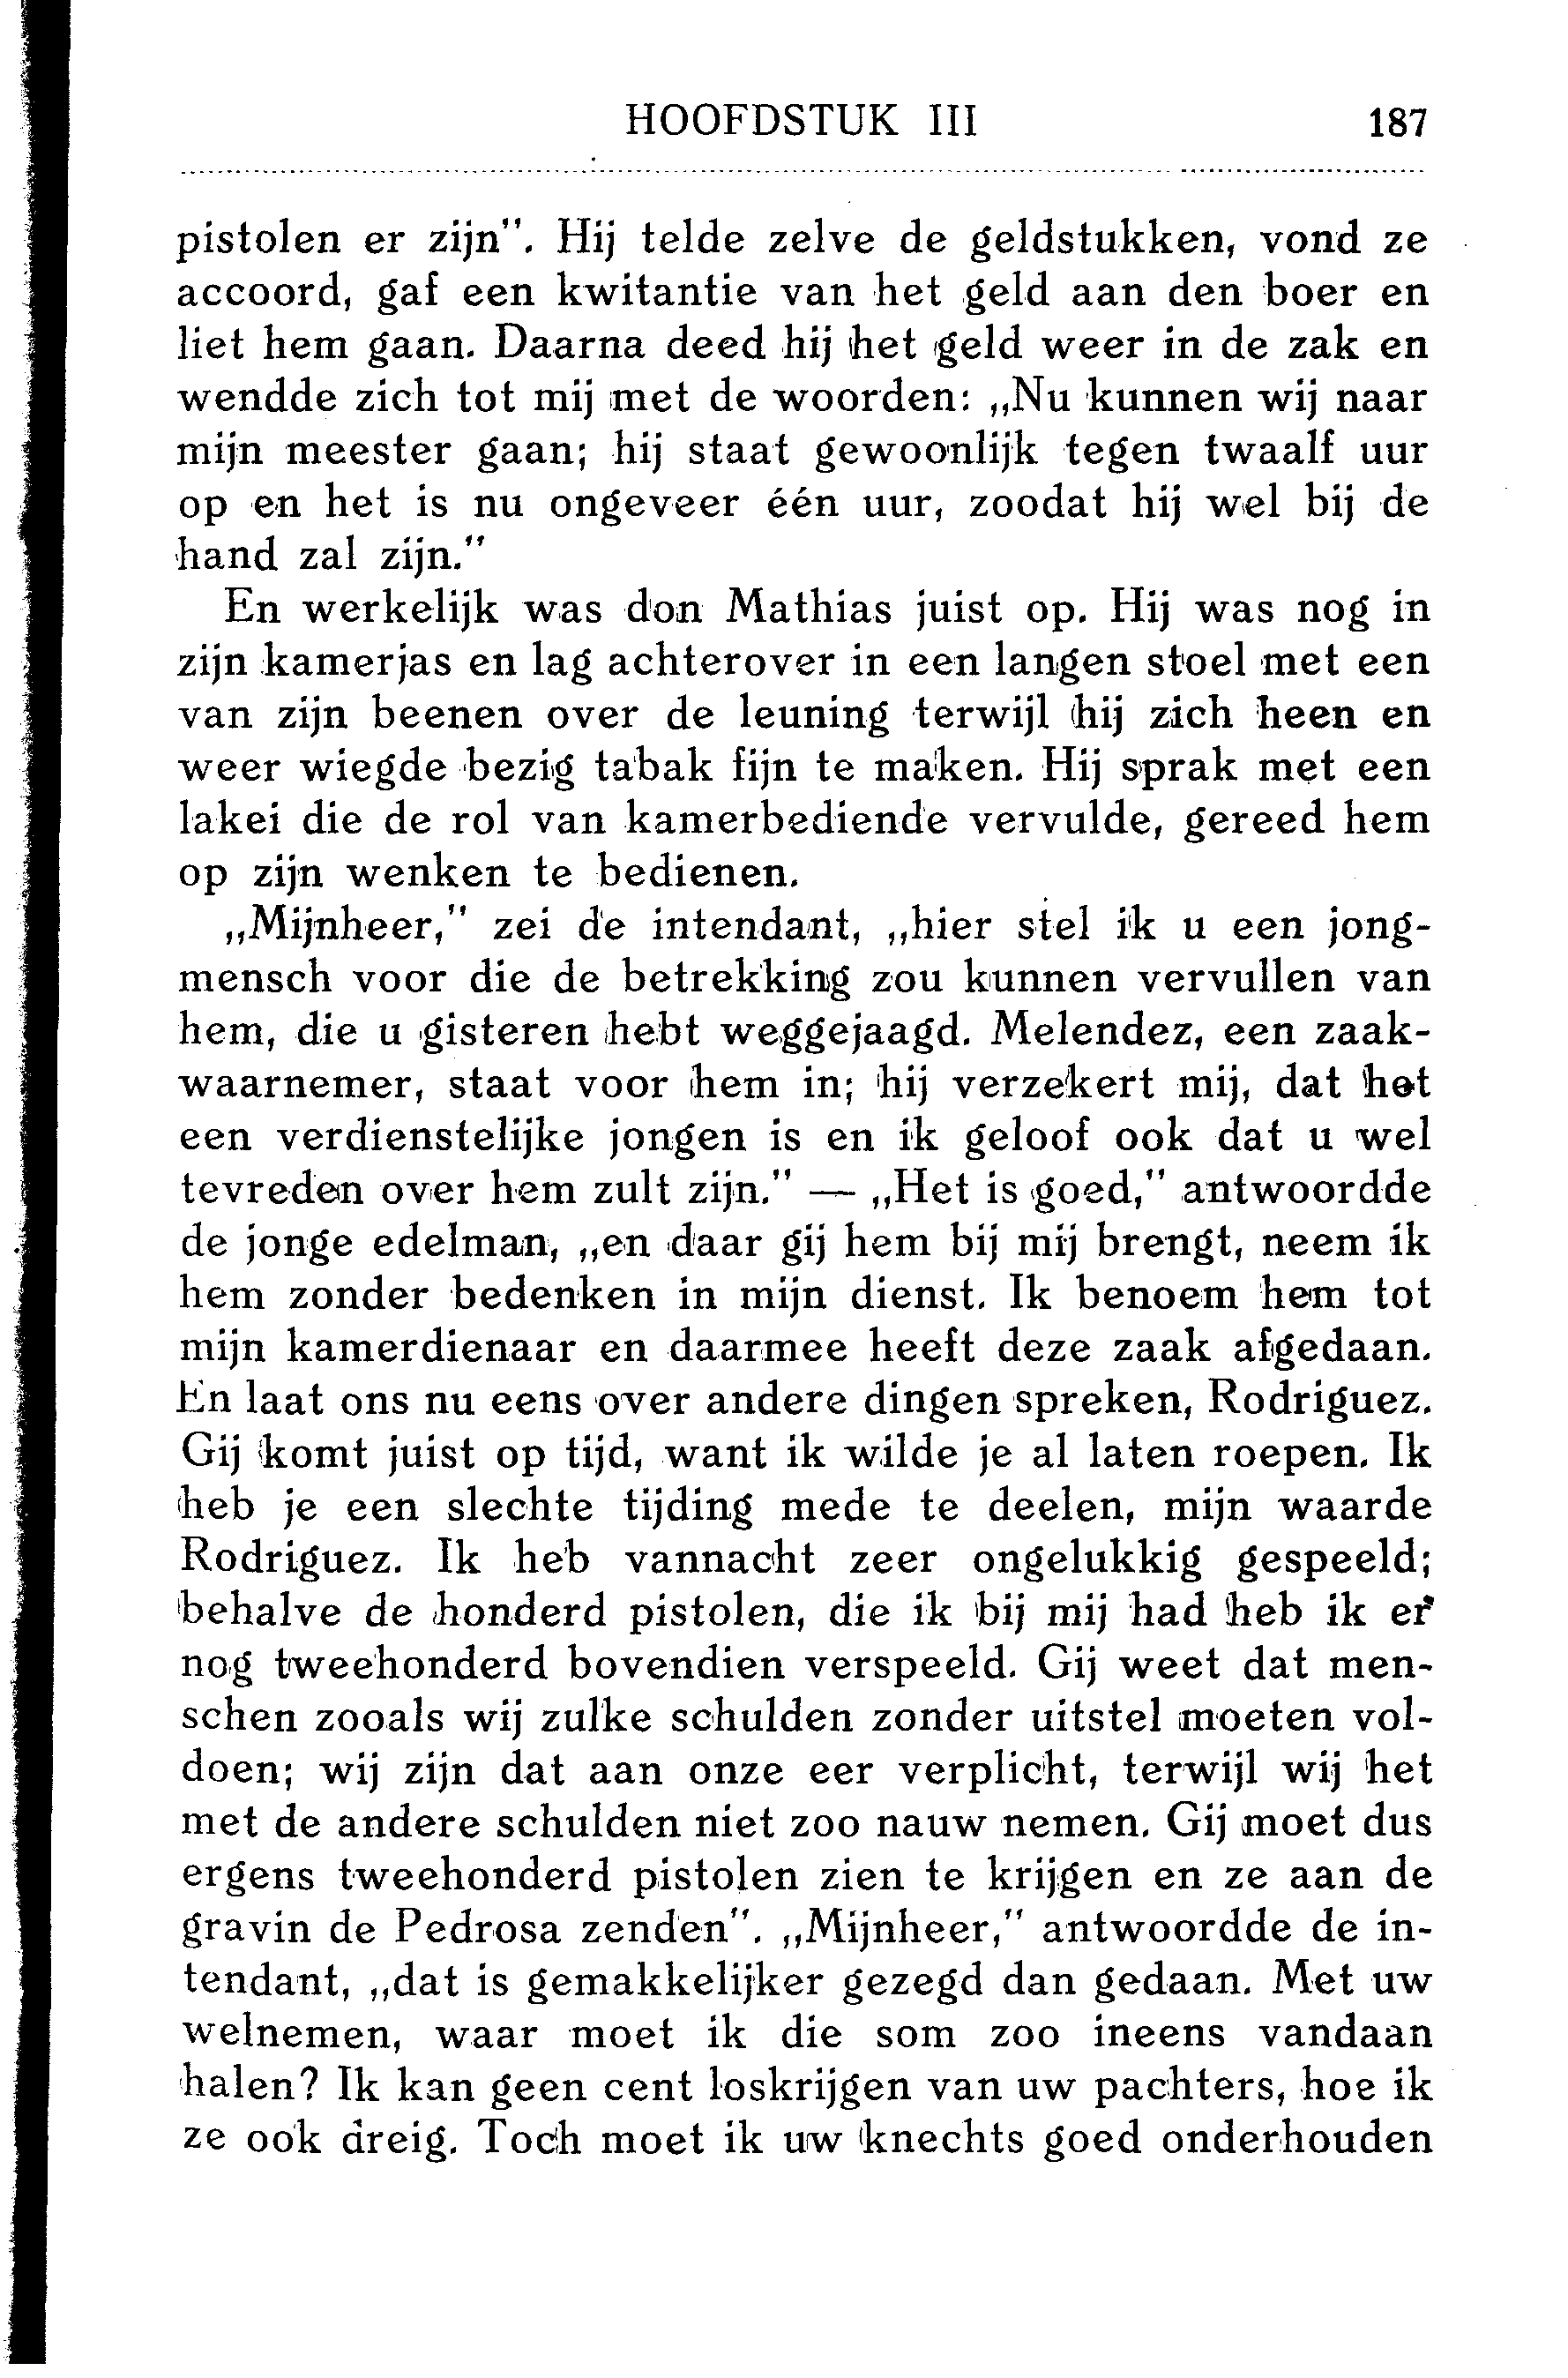 HOOFDSTUK III 187
pistolen er zijn”. Hij telde zelve de geldstukken, vond ze
accoord, gaf een kwitantie van het geld aan den boer en
liet hem gaan. Daarna deed hij het geld weer in de zak en
wendde zich tot mij met de woorden: „Nu kunnen wij naar
mijn meester gaan; hij staat gewoonlijk tegen twaalf uur
op en het is nu ongeveer één uur, zoodat hij wel bij de
hand zal zijn.”
En werkelijk was don Mathias juist op. Hij was nog in
zijn kamerjas en lag achterover in een langen stoel met een
van zijn beenen over de leuning terwijl hij zich heen en
weer wiegde bezig tabak fijn te maken. Hij sprak met een
lakei die de rol van kamerbediende vervulde, gereed hem
op zijn wenken te bedienen.
„Mijnheer,” zei de intendant, „hier stel ik u een jong-
mensch voor die de betrekking zou kunnen vervullen van
hem, die u gisteren hebt weggejaagd. Melendez, een zaak-
waarnemer, staat voor hem in; hij verzekert mij, dat het
een verdienstelijke jongen is en ik geloof ook dat u wel
tevreden over hem zult zijn.” — „Het is goed,” antwoordde
de jonge edelman, „en daar gij hem bij mij brengt, neem ik
hem zonder bedenken in mijn dienst. Ik benoem hem tot
mijn kamerdienaar en daarmee heeft deze zaak afgedaan.
En laat ons nu eens over andere dingen spreken, Rodriguez.
Gij komt juist op tijd, want ik wilde je al laten roepen. Ik
heb je een slechte tijding mede te deelen, mijn waarde
Rodriguez. Ik heb vannacht zeer ongelukkig gespeeld;
behalve de honderd pistolen, die ik bij mij had heb ik er
nog tweehonderd bovendien verspeeld. Gij weet dat men-
schen zooals wij zulke schulden zonder uitstel moeten vol-
doen; wij zijn dat aan onze eer verplicht, terwijl wij het
met de andere schulden niet zoo nauw nemen. Gij moet dus
ergens tweehonderd pistolen zien te krijgen en ze aan de
gravin de Pedrosa zenden”. „Mijnheer,” antwoordde de in-
tendant, „dat is gemakkelijker gezegd dan gedaan. Met uw
welnemen, waar moet ik die som zoo ineens vandaan
halen? Ik kan geen cent loskrijgen van uw pachters, hoe ik
ze ook dreig. Toch moet ik uw knechts goed onderhouden